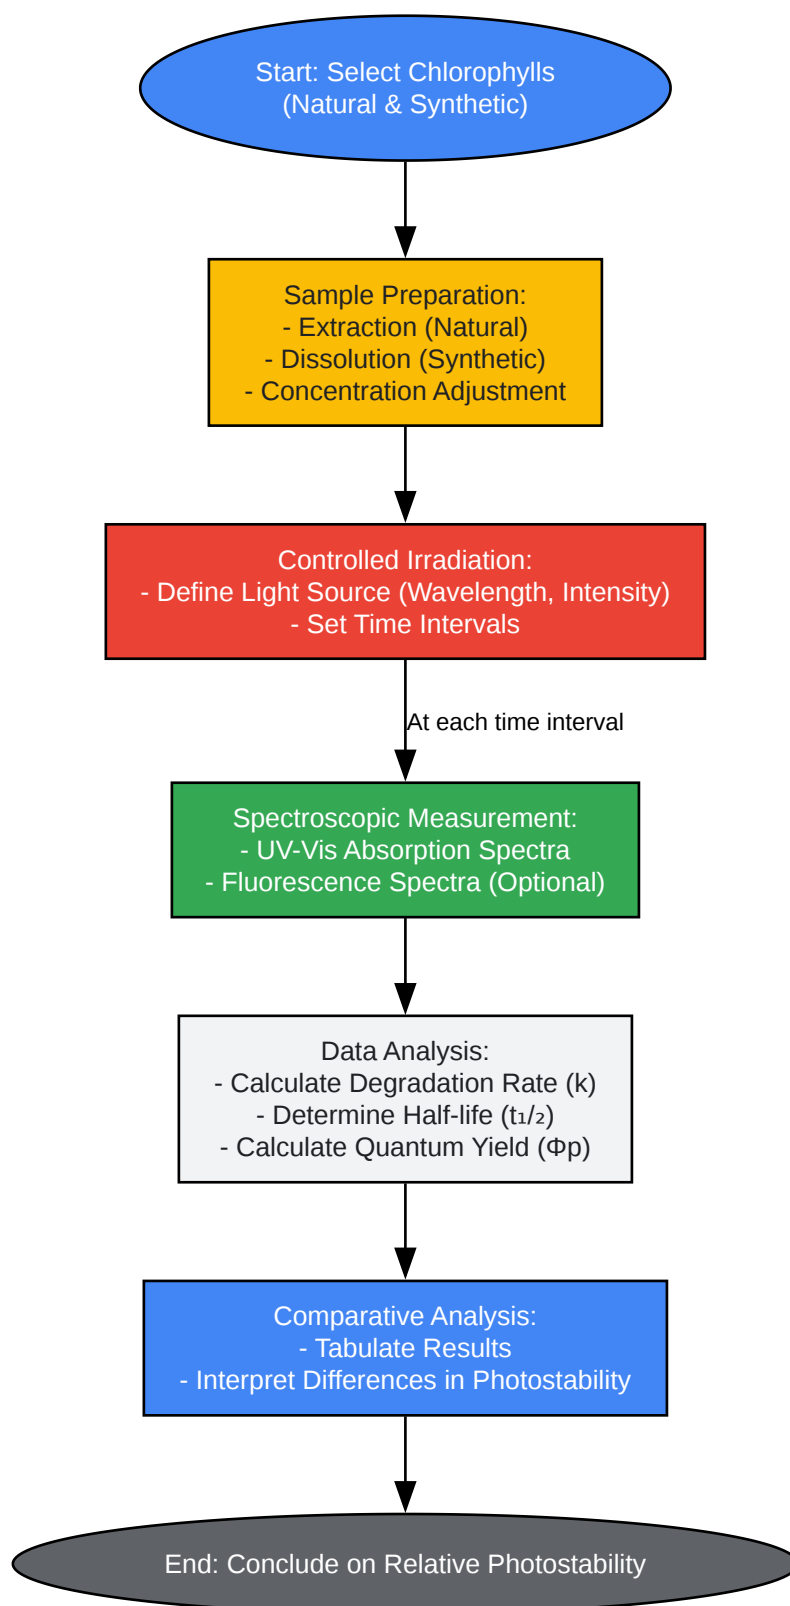 Start: Select Chlorophylls
(Natural & Synthetic)
Sample Preparation:
- Extraction (Natural)
- Dissolution (Synthetic)
- Concentration Adjustment
Controlled Irradiation:
- Define Light Source (Wavelength, Intensity)
- Set Time Intervals
At each time interval
Spectroscopic Measurement:
- UV-Vis Absorption Spectra
- Fluorescence Spectra (Optional)
Data Analysis:
- Calculate Degradation Rate (k)
- Determine Half-life (t₁/₂)
- Calculate Quantum Yield (Φp)
Comparative Analysis:
- Tabulate Results
- Interpret Differences in Photostability
End: Conclude on Relative Photostability